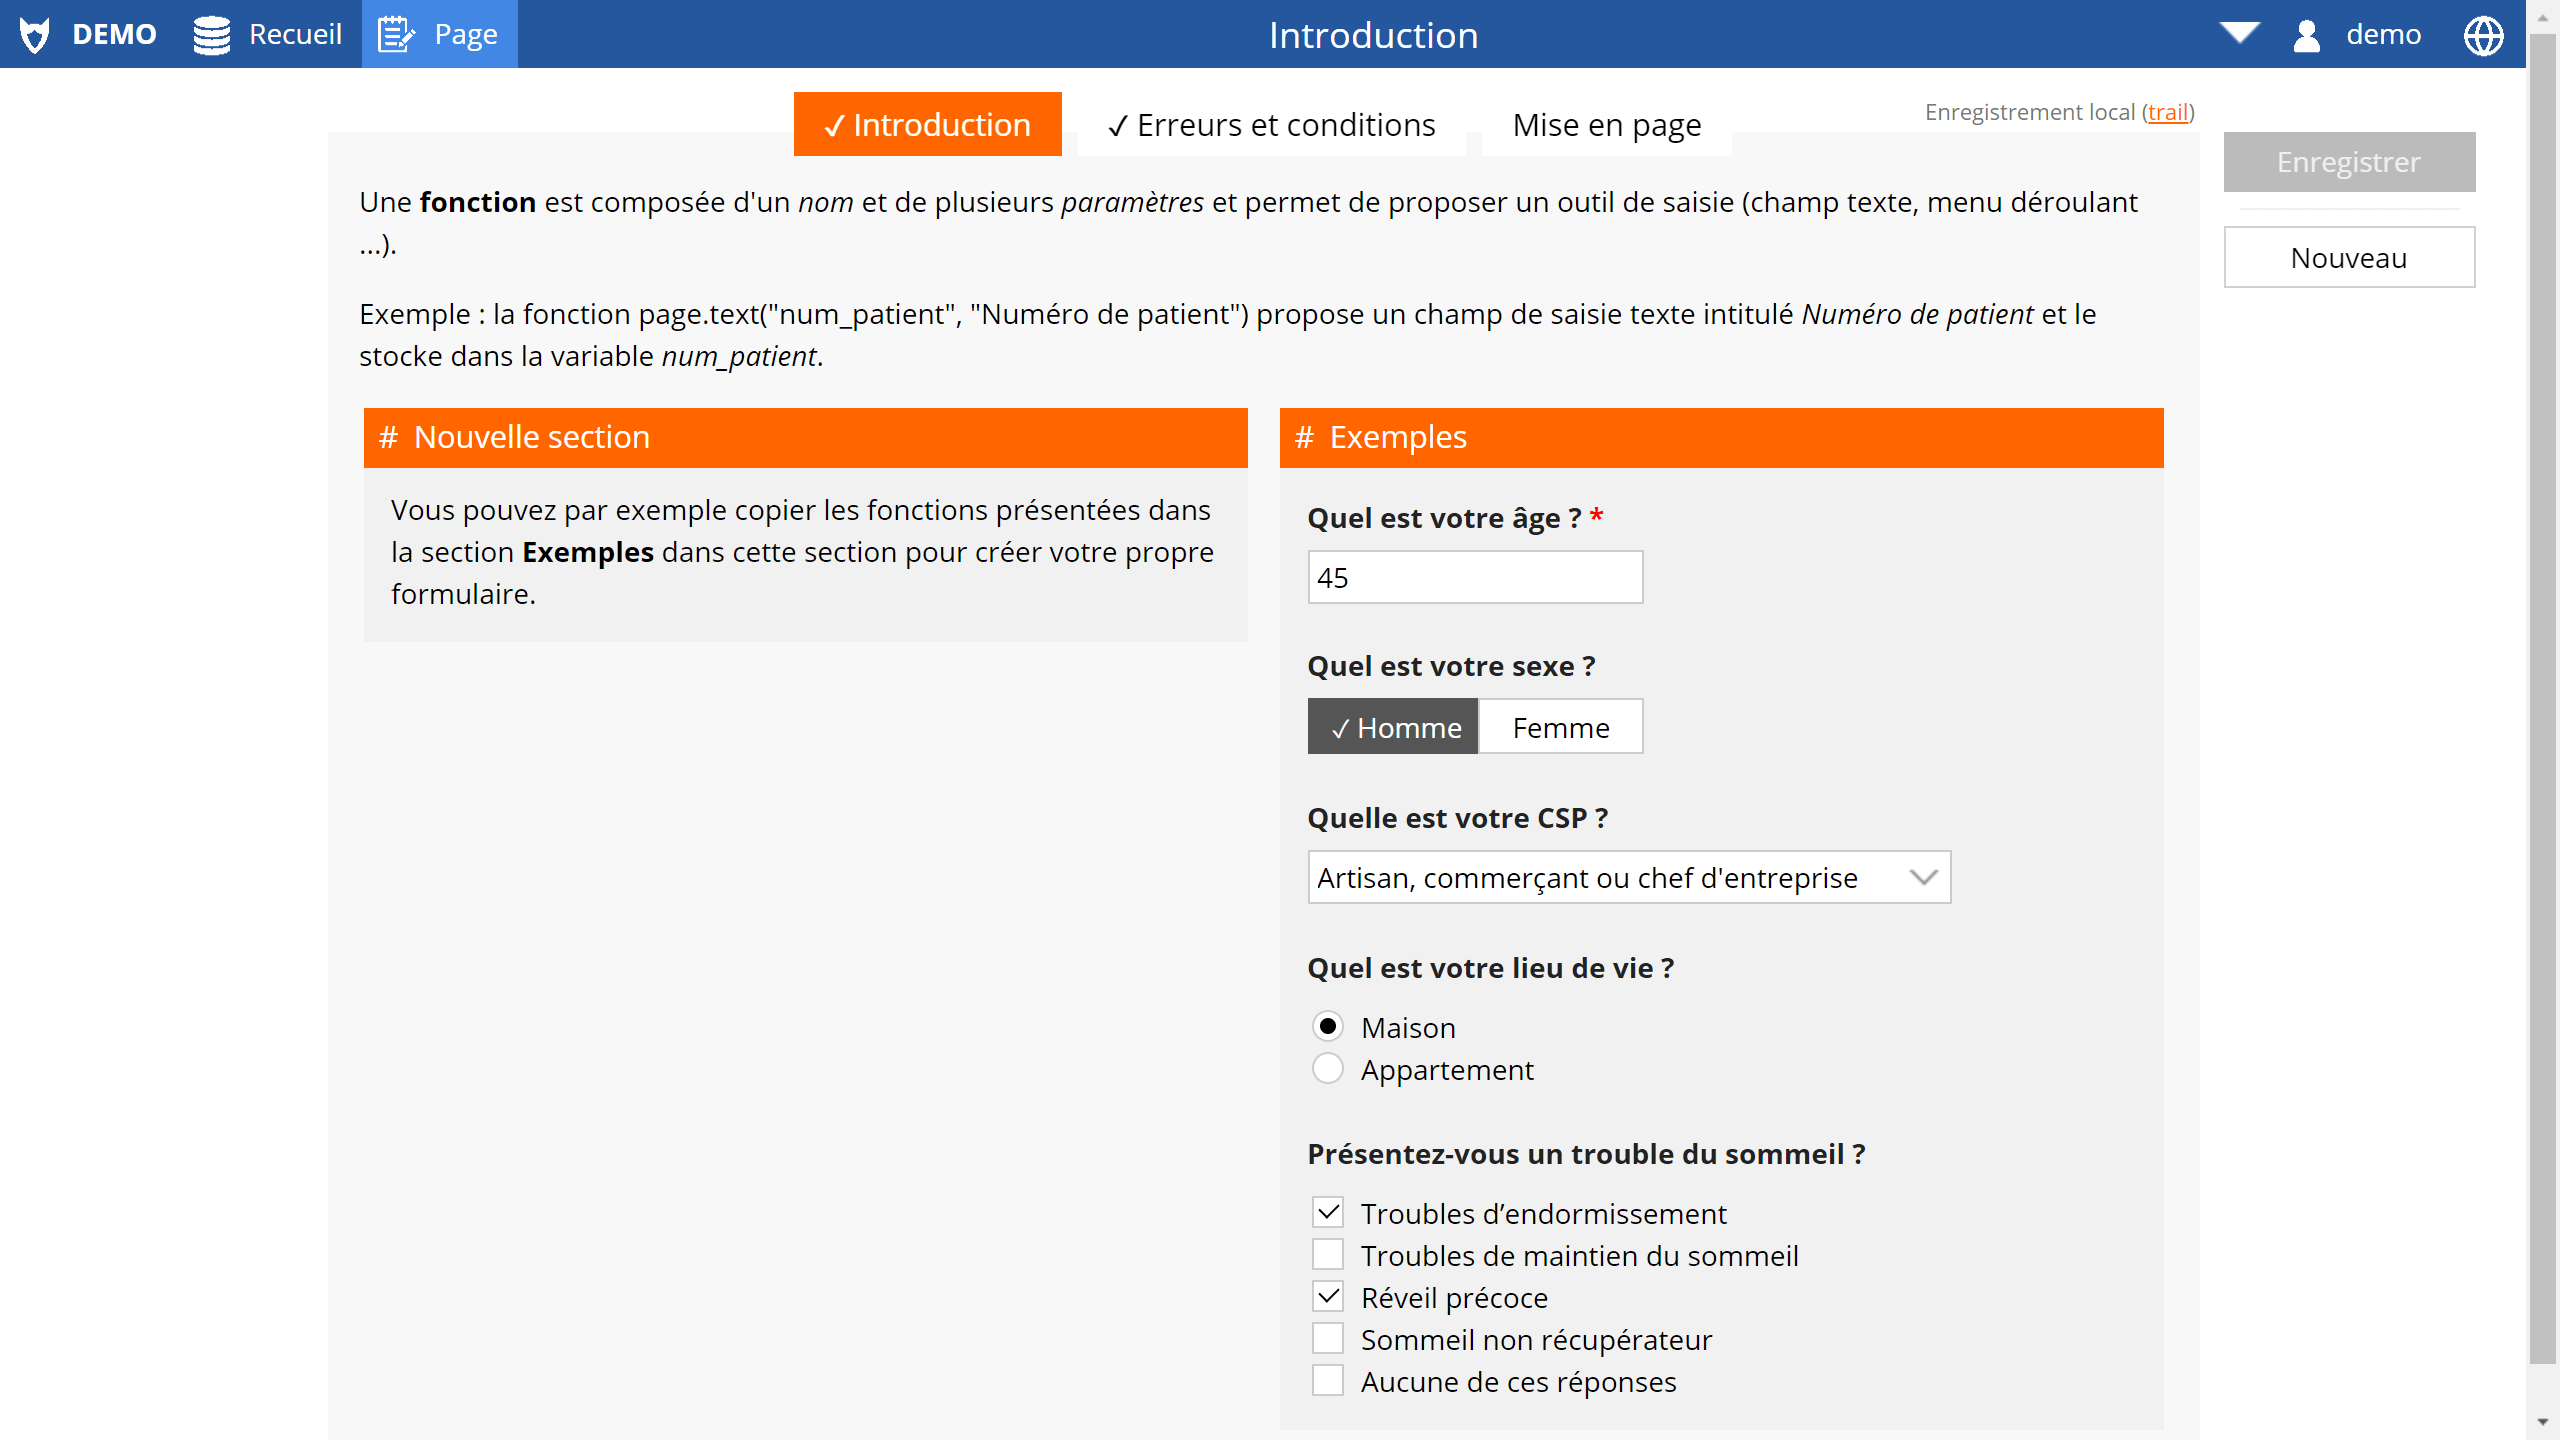 DEMO Recueil Page Introduction demo
✓ Introduction ✓ Erreurs et conditions Mise en page
Enregistrement local (trail)
Enregistrer
Nouveau
Une fonction est composée d'un nom et de plusieurs paramètres et permet de proposer un outil de saisie (champ texte, menu déroulant
...).
Exemple : la fonction page.text("num_patient", "Numéro de patient") propose un champ de saisie texte intitulé Numéro de patient et le
stocke dans la variable num_patient.
# Nouvelle section
Vous pouvez par exemple copier les fonctions présentées dans
la section Exemples dans cette section pour créer votre propre
formulaire.
# Exemples
Quel est votre âge ? *
45
Quel est votre sexe ?
✓ Homme Femme
Quelle est votre CSP ?
Artisan, commerçant ou chef d'entreprise
Quel est votre lieu de vie ?
Maison
Appartement
Présentez-vous un trouble du sommeil ?
Troubles d’endormissement
Troubles de maintien du sommeil
Réveil précoce
Sommeil non récupérateur
Aucune de ces réponses